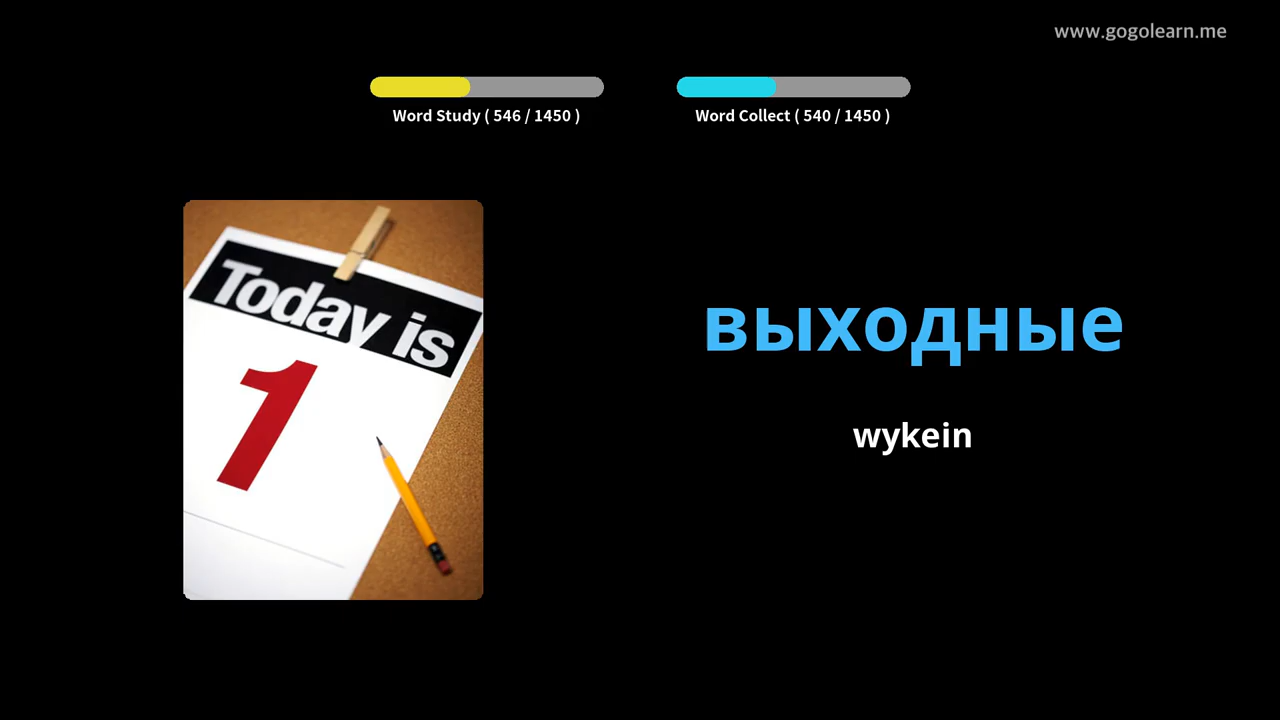 www.gogolearn.me
Word Study ( 546 / 1450 )
Word Collect ( 540 / 1450 )
Today is
1
выходные
wykein